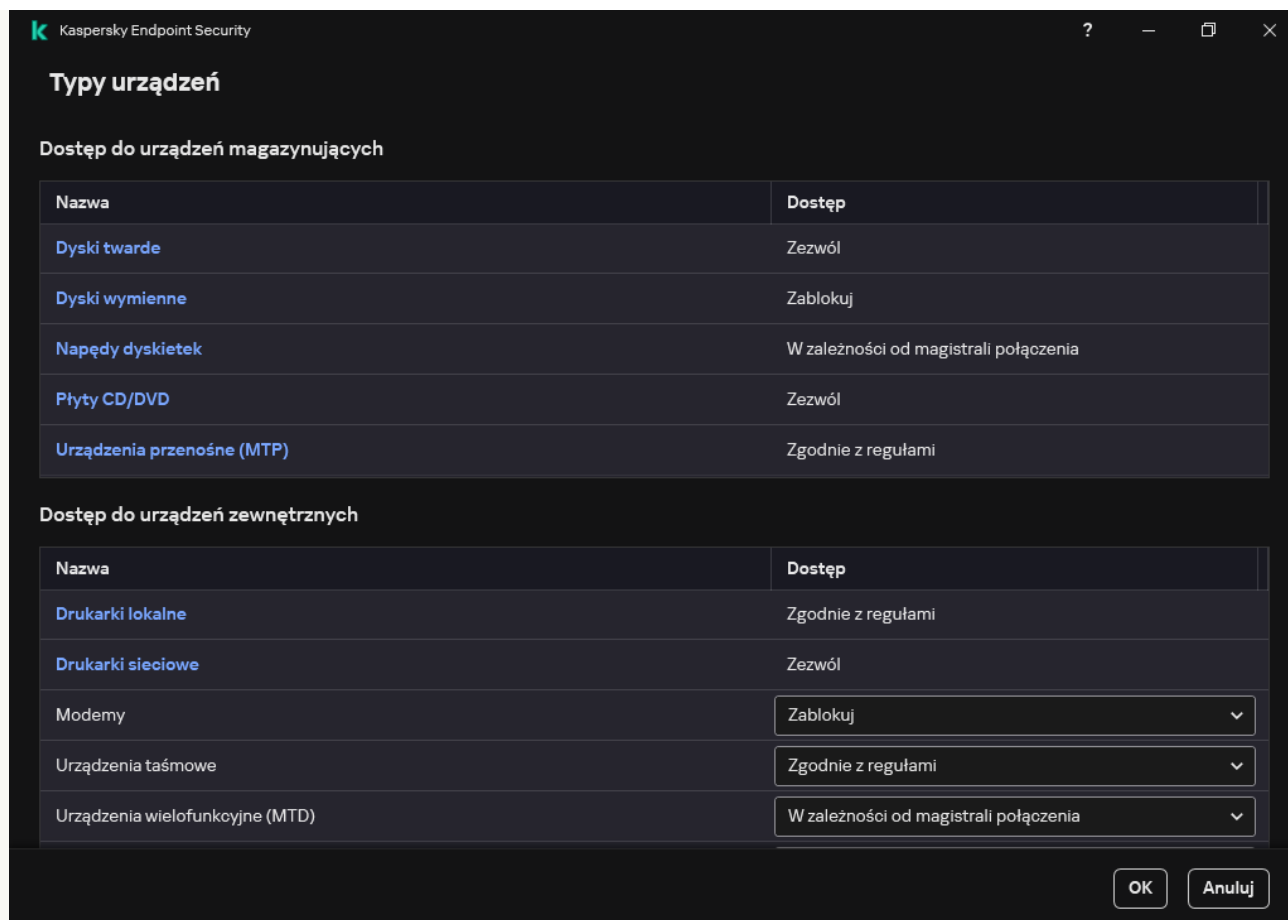 Kaspersky Endpoint Security ?
Typy urządzeń
Dostęp do urządzeń magazynujących
Nazwa Dostęp
Dyski twarde Zezwól
Dyski wymienne Zablokuj
Napędy dyskietek W zależności od magistrali połączenia
Płyty CD/DVD Zezwól
Urządzenia przenośne (MTP) Zgodnie z regułami
Dostęp do urządzeń zewnętrznych
Nazwa Dostęp
Drukarki lokalne Zgodnie z regułami
Drukarki sieciowe Zezwól
Modemy Zablokuj
Urządzenia taśmowe Zgodnie z regułami
Urządzenia wielofunkcyjne (MTD) W zależności od magistrali połączenia
OK Anuluj